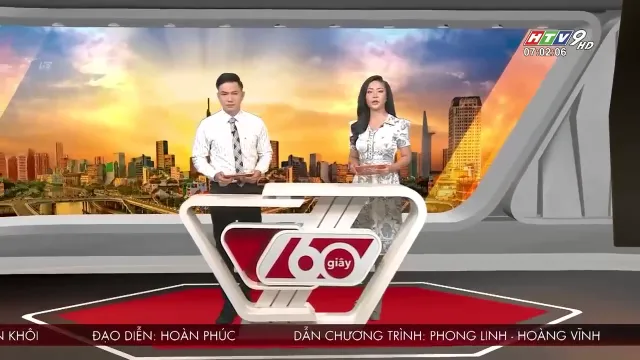 HTV9 HD
07:02:06
60 giây
N KHÔI ĐẠO DIỄN: HOÀN PHÚC DẪN CHƯƠNG TRÌNH: PHONG LINH - HOÀNG VĨNH